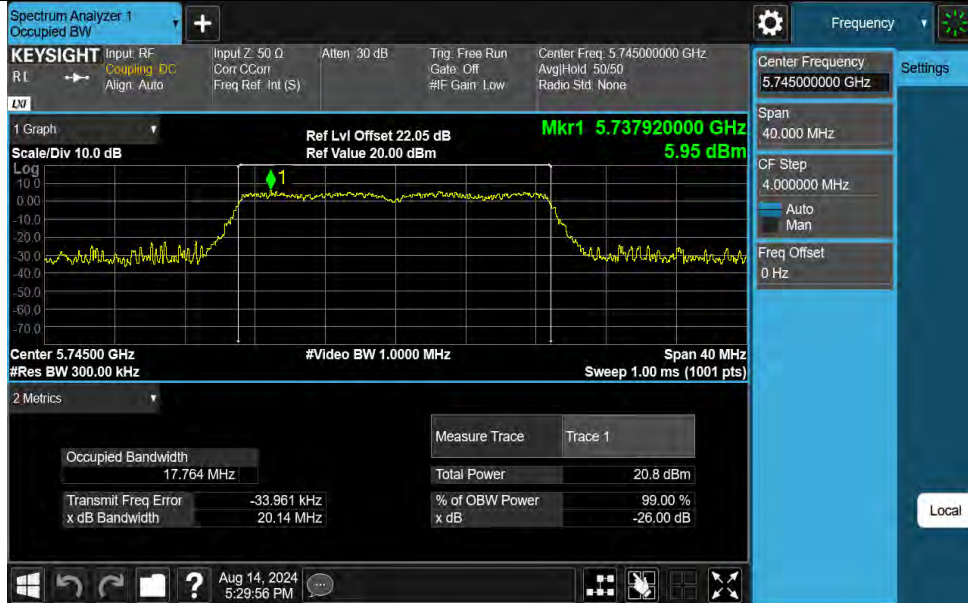 Spectrum Analyzer 1
Occupied BW
Frequency
KEYSIGHT
Input: RF
Coupling: DC
Align: Auto
Input Z: 50 Ω
Corr CCorr
Freq Ref: Int (S)
Atten: 30 dB
Trig: Free Run
Gate: Off
#IF Gain: Low
Center Freq: 5.745000000 GHz
Avg|Hold: 50/50
Radio Std: None
LXI
Center Frequency
5.745000000 GHz
Settings
Span
40.000 MHz
CF Step
4.000000 MHz
Auto
Man
Freq Offset
0 Hz
Local
1 Graph
Scale/Div 10.0 dB
Ref Lvl Offset 22.05 dB
Ref Value 20.00 dBm
Mkr1 5.737920000 GHz
5.95 dBm
Log
1
10.0
0.00
-10.0
-20.0
-30.0
-40.0
-50.0
-60.0
-70.0
Center 5.74500 GHz
#Video BW 1.0000 MHz
Span 40 MHz
#Res BW 300.00 kHz
Sweep 1.00 ms (1001 pts)
2 Metrics
Measure Trace
Trace 1
Occupied Bandwidth
17.764 MHz
Total Power
20.8 dBm
Transmit Freq Error
-33.961 kHz
% of OBW Power
99.00 %
x dB Bandwidth
20.14 MHz
x dB
-26.00 dB
?
Aug 14, 2024
5:29:56 PM